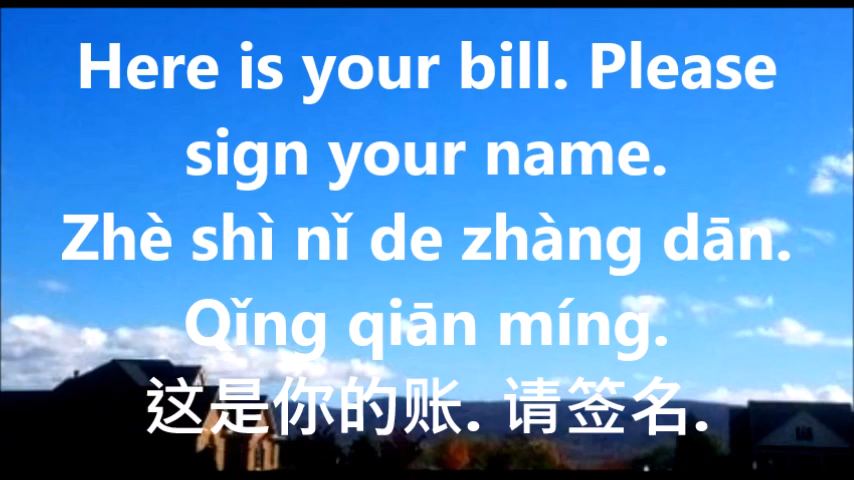 Here is your bill. Please
sign your name.
Zhè shì nǐ de zhàng dān.
Qǐng qiān míng.
这是你的账. 请签名.